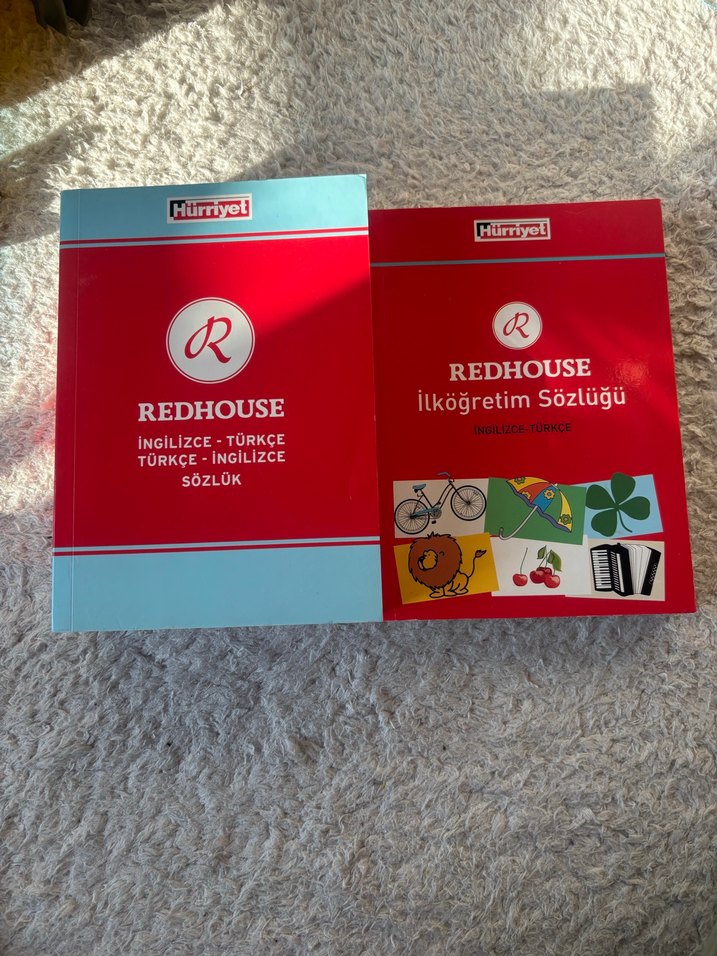 Hürriyet
R
REDHOUSE
İNGİLİZCE - TÜRKÇE
TÜRKÇE - İNGİLİZCE
SÖZLÜK
Hürriyet
R
REDHOUSE
İlköğretim Sözlüğü
İNGİLİZCE-TÜRKÇE